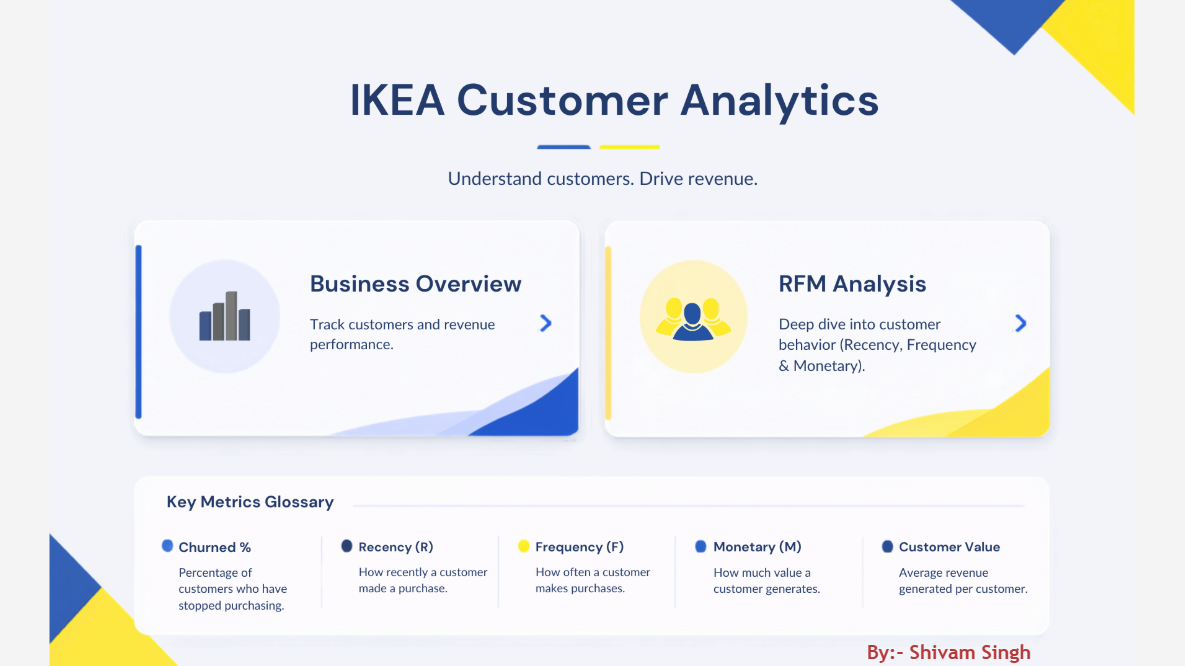 IKEA Customer Analytics
Understand customers. Drive revenue.
Business Overview
Track customers and revenue
performance.
RFM Analysis
Deep dive into customer
behavior (Recency, Frequency
& Monetary).
Key Metrics Glossary
Churned %
Percentage of
customers who have
stopped purchasing.
Recency (R)
How recently a customer
made a purchase.
Frequency (F)
How often a customer
makes purchases.
Monetary (M)
How much value a
customer generates.
Customer Value
Average revenue
generated per customer.
By:- Shivam Singh